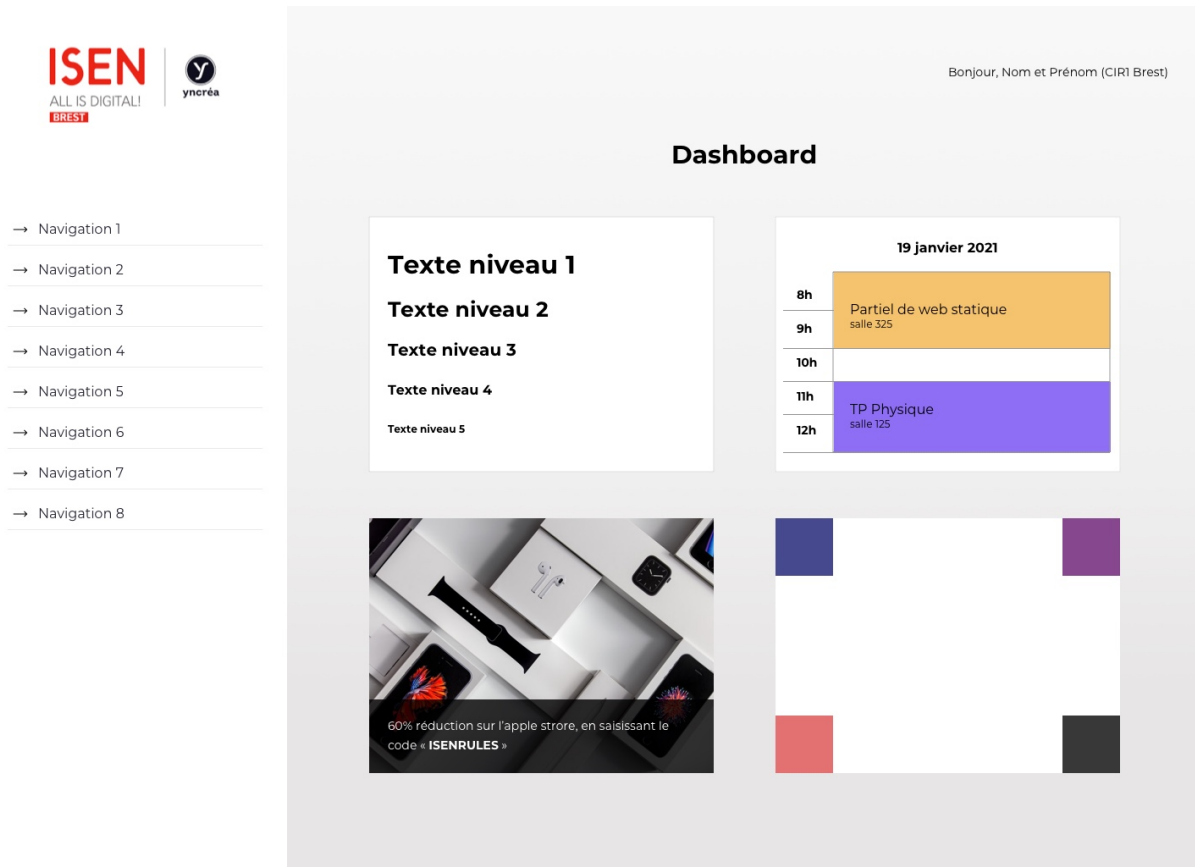 ISEN
ALL IS DIGITAL!
BREST
y
yncréa
Bonjour, Nom et Prénom (CIR1 Brest)
Dashboard
→ Navigation 1
→ Navigation 2
→ Navigation 3
→ Navigation 4
→ Navigation 5
→ Navigation 6
→ Navigation 7
→ Navigation 8
Texte niveau 1
Texte niveau 2
Texte niveau 3
Texte niveau 4
Texte niveau 5
19 janvier 2021
8h
9h
10h
11h
12h
Partiel de web statique
salle 325
TP Physique
salle 125
60% réduction sur l'apple strore, en saisissant le
code « ISENRULES »